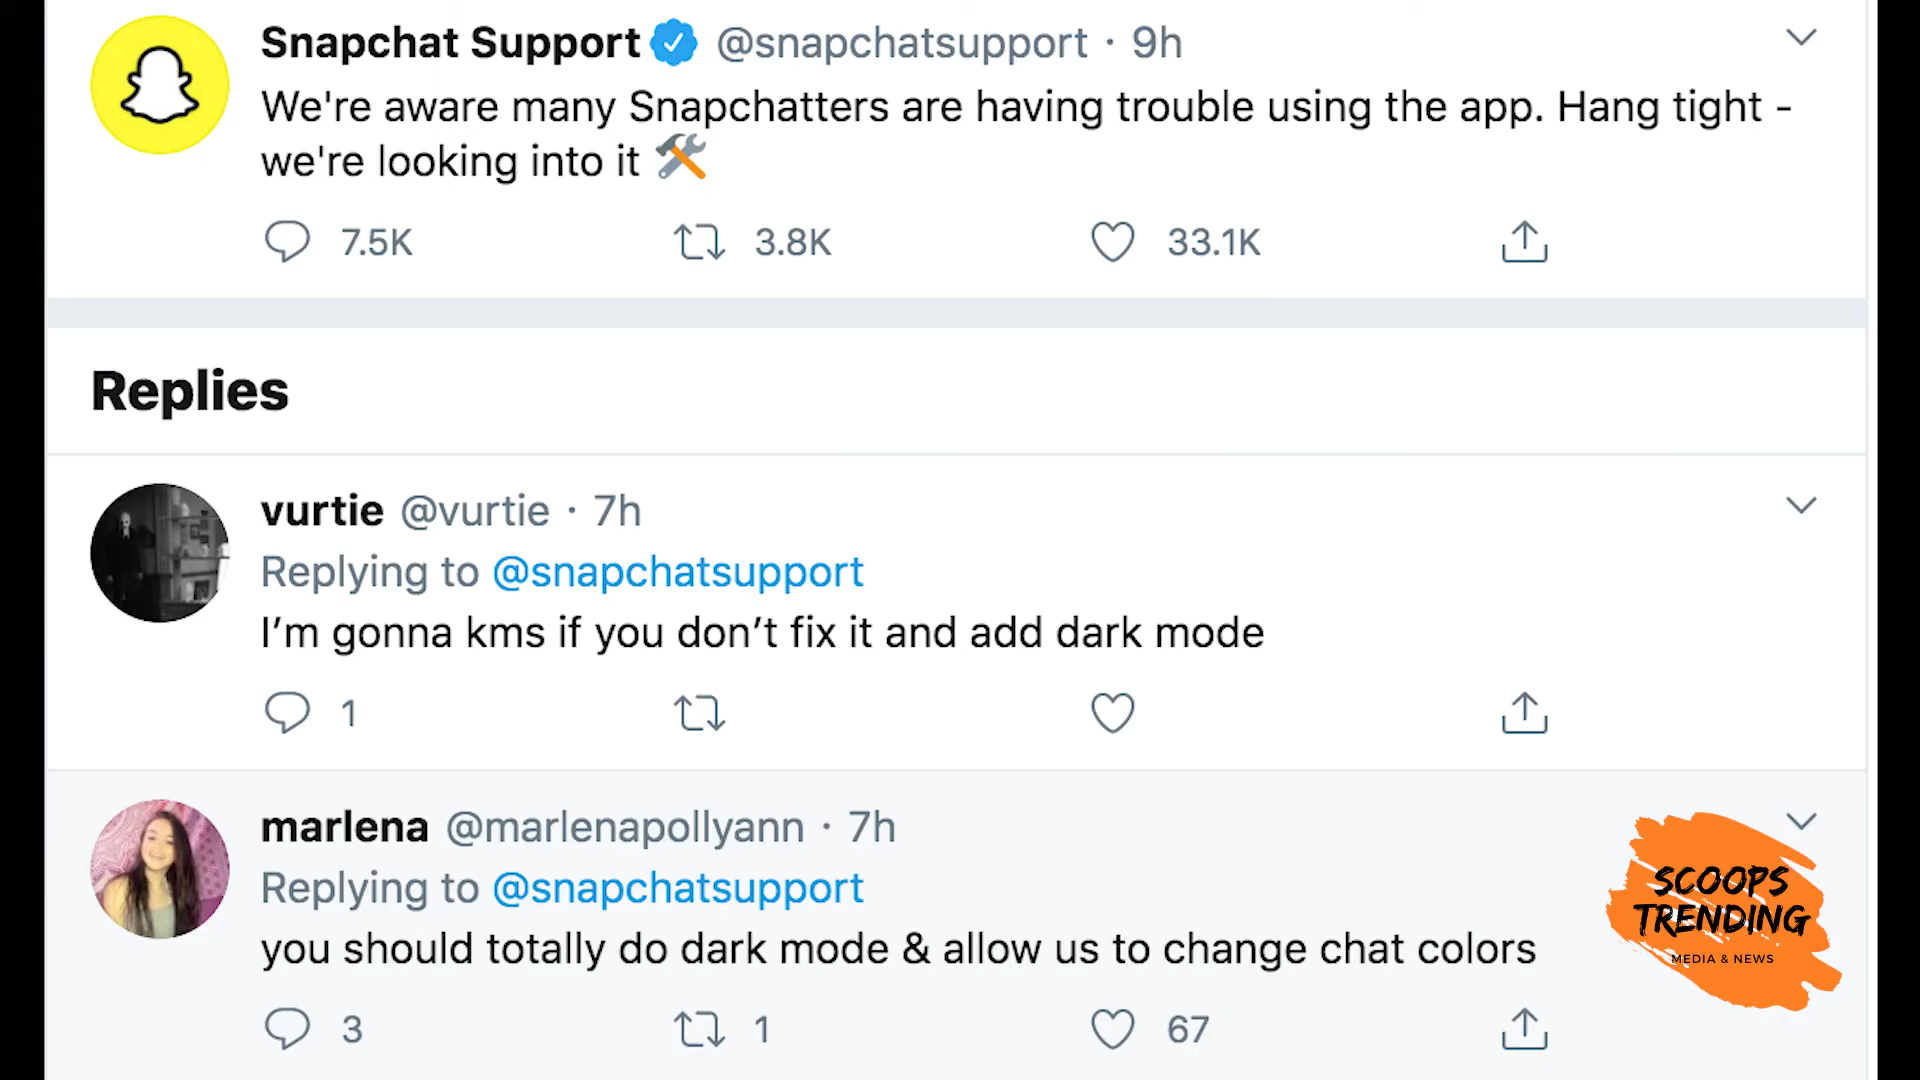 Snapchat Support @snapchatsupport · 9h
We're aware many Snapchatters are having trouble using the app. Hang tight -
we're looking into it 🛠
7.5K 3.8K 33.1K
Replies
vurtie @vurtie · 7h
Replying to @snapchatsupport
I’m gonna kms if you don’t fix it and add dark mode
1
marlena @marlenapollyann · 7h
Replying to @snapchatsupport
you should totally do dark mode & allow us to change chat colors
3 1 67
SCOOPS
TRENDING
MEDIA & NEWS